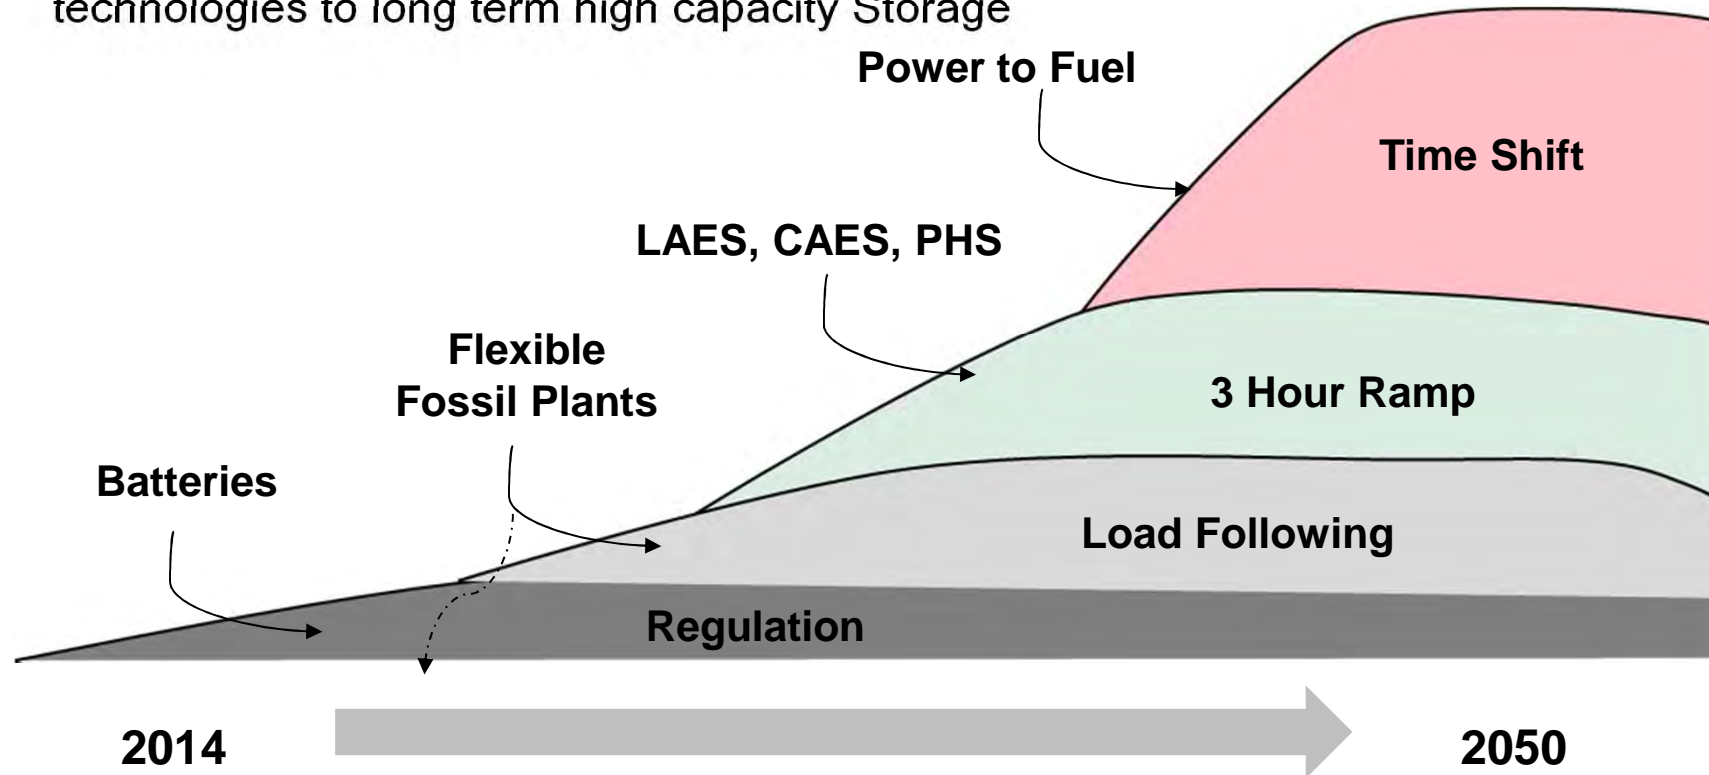 technologies to long term high capacity Storage
Power to Fuel
Time Shift
LAES, CAES, PHS
Flexible
Fossil Plants
3 Hour Ramp
Batteries
Load Following
Regulation
2014
2050